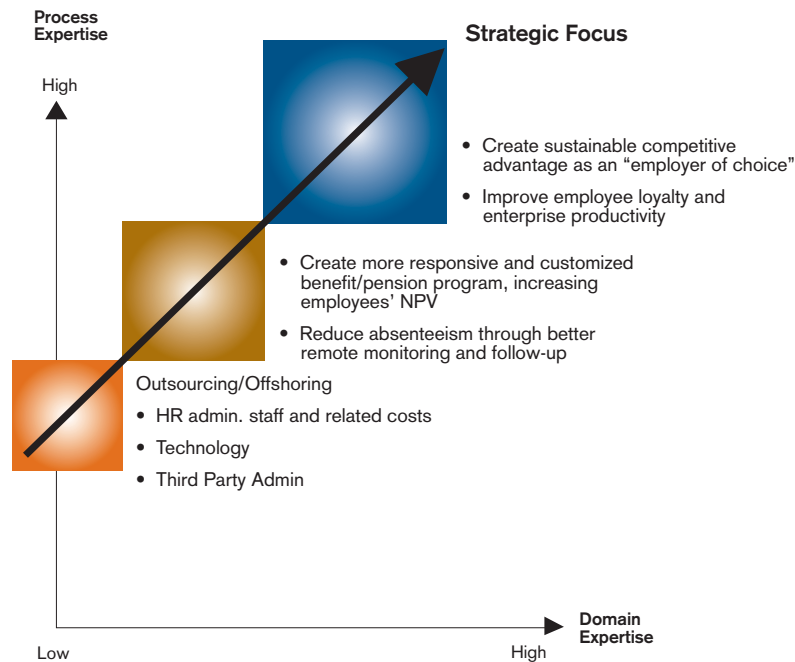 Process
Expertise
High
Strategic Focus
• Create sustainable competitive
advantage as an “employer of choice”
• Improve employee loyalty and
enterprise productivity
• Create more responsive and customized
benefit/pension program, increasing
employees’ NPV
• Reduce absenteeism through better
remote monitoring and follow-up
Outsourcing/Offshoring
• HR admin. staff and related costs
• Technology
• Third Party Admin
Domain
Expertise
Low
High